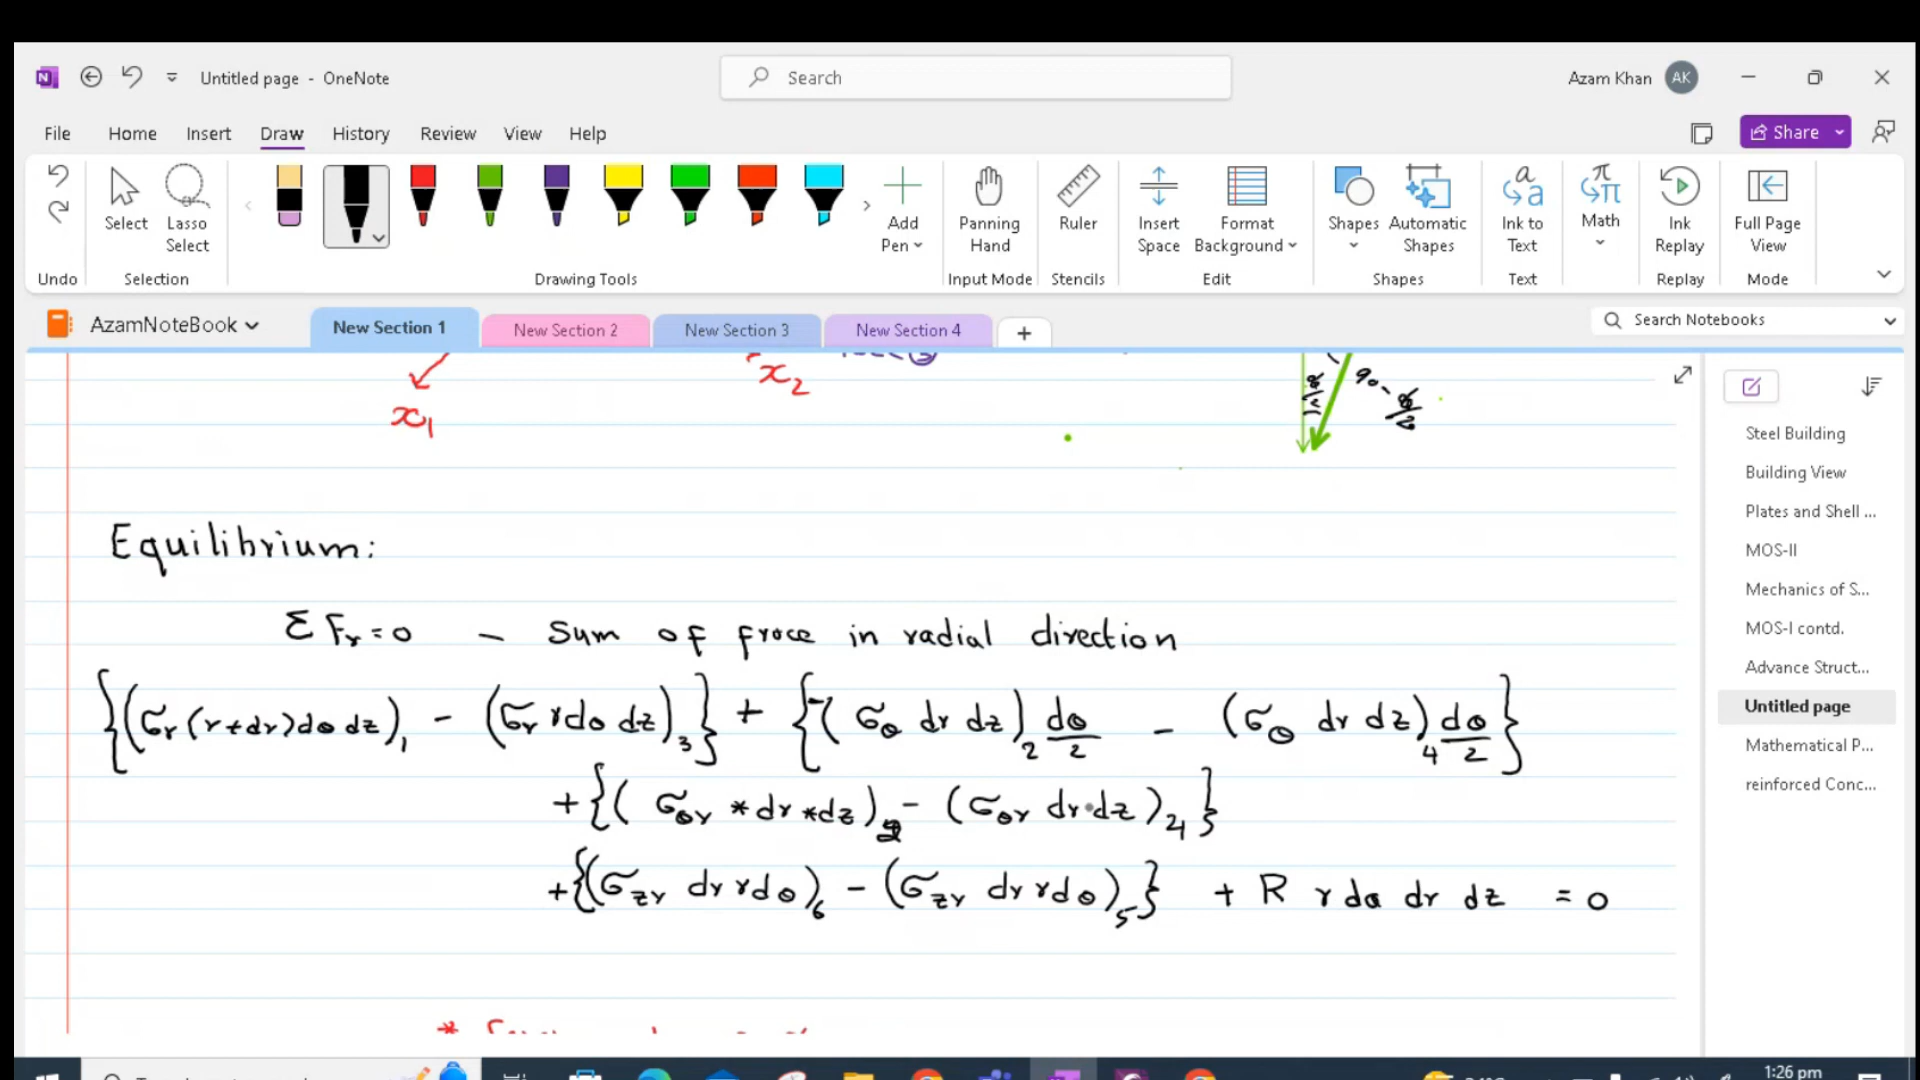 Untitled page - OneNote
Search
Azam Khan AK
File Home Insert Draw History Review View Help
Share
Select
Lasso Select
Add Pen
Panning Hand
Ruler
Insert Space
Format Background
Shapes
Automatic Shapes
Ink to Text
Math
Ink Replay
Full Page View
Undo Selection Drawing Tools Input Mode Stencils Edit Shapes Text Replay Mode
AzamNoteBook
New Section 1 New Section 2 New Section 3 New Section 4 +
Search Notebooks
x₁
x₂
90 -
Steel Building
Building View
Plates and Shell ...
MOS-II
Mechanics of S...
MOS-I contd.
Advance Struct...
Untitled page
Mathematical P...
reinforced Conc...
Equilibrium:
Σ Fr = 0 - Sum of froce in radial direction
{(σr (r+dr) dθ dz)₁ - (σr r dθ dz)₃} + {-(σθ dr dz)₂ dθ/2 - (σθ dr dz)₄ dθ/2}
+ {(σθr * dr * dz)₂ - (σθr dr dz)₄}
+ {(σzr dr r dθ)₆ - (σzr dr r dθ)₅} + R r dθ dr dz = 0
1:26 pm